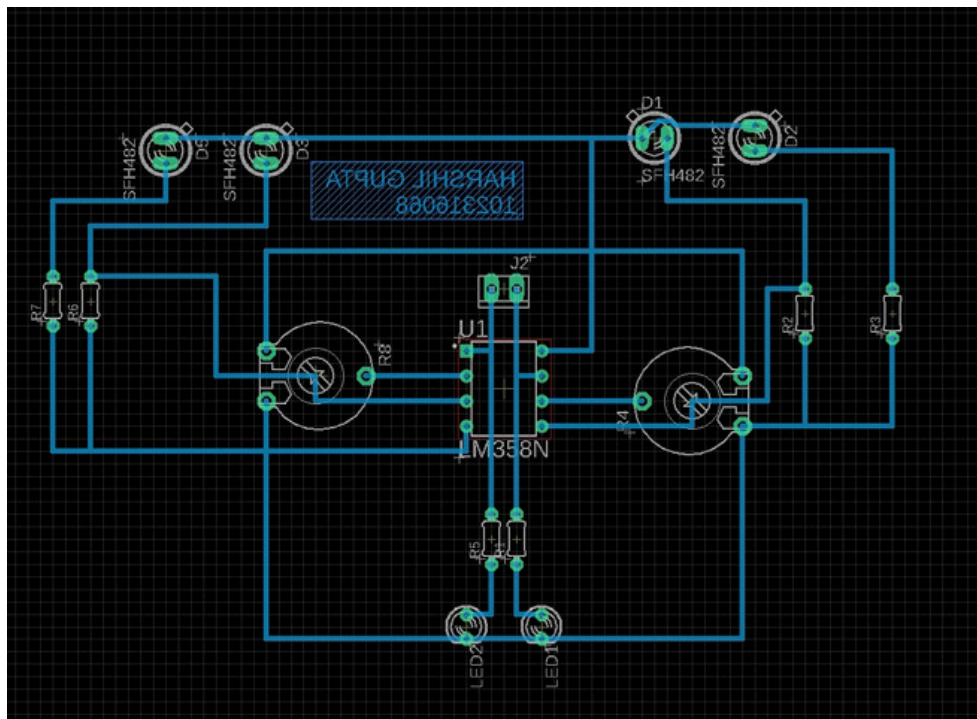 D1
D5
SFH482
D3
SFH482
SFH482
D2
SFH482
HARSHIL GUPTA
102316068
J2
R7
R6
R8
U1
R2
R3
R4
LM358N
R5
R1
LED2
LED1